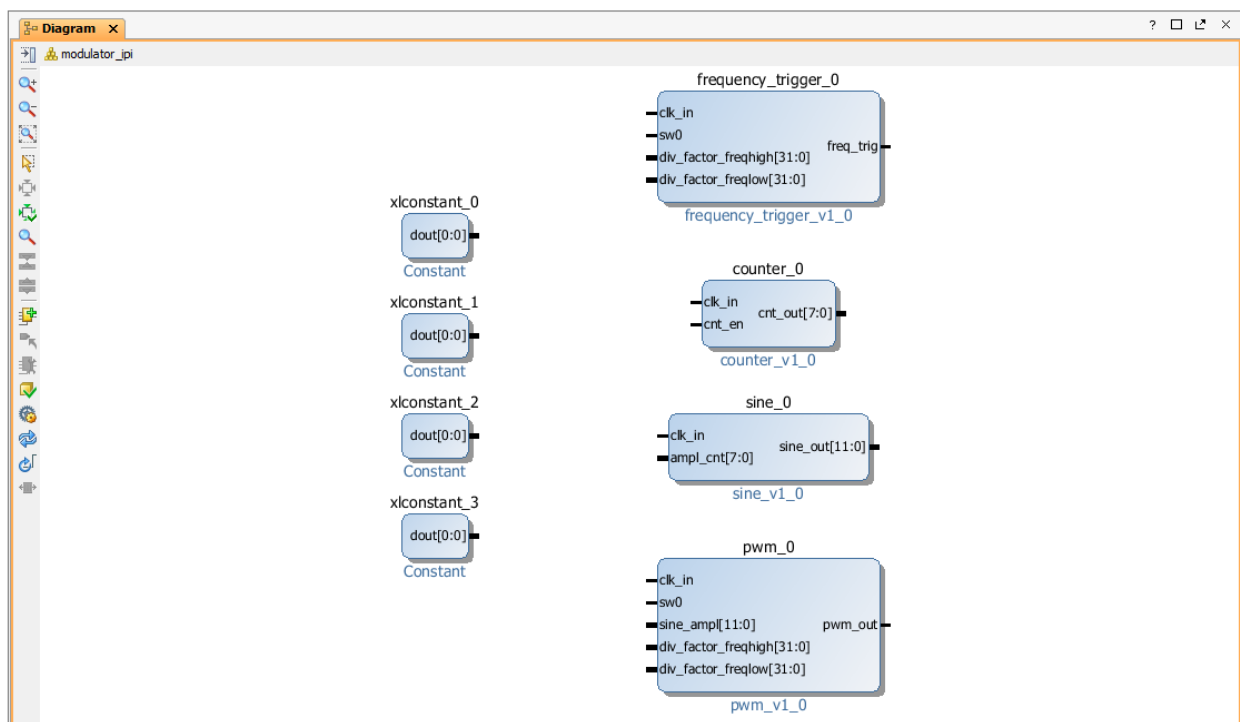 Diagram
modulator_ipi
frequency_trigger_0
clk_in
sw0
div_factor_freqhigh[31:0]
div_factor_freqlow[31:0]
freq_trig
frequency_trigger_v1_0
xlconstant_0
dout[0:0]
Constant
counter_0
clk_in
cnt_en
cnt_out[7:0]
counter_v1_0
xlconstant_1
dout[0:0]
Constant
xlconstant_2
dout[0:0]
Constant
sine_0
clk_in
ampl_cnt[7:0]
sine_out[11:0]
sine_v1_0
xlconstant_3
dout[0:0]
Constant
pwm_0
clk_in
sw0
sine_ampl[11:0]
div_factor_freqhigh[31:0]
div_factor_freqlow[31:0]
pwm_out
pwm_v1_0